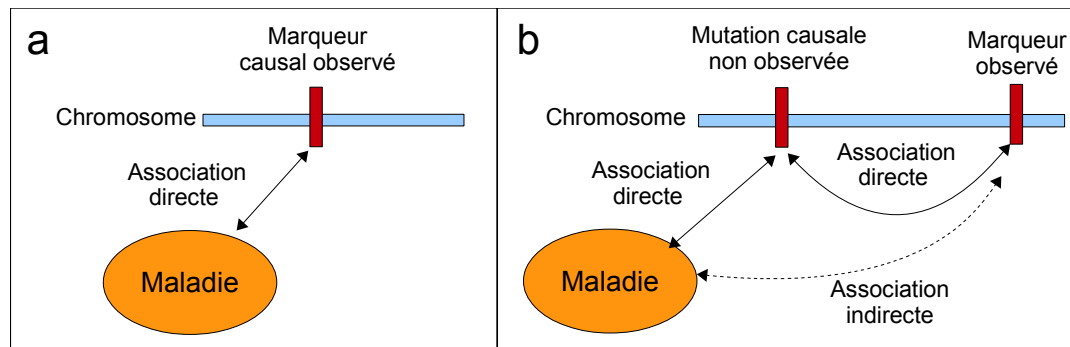 a
Marqueur
causal observé
Chromosome
Association
directe
Maladie
b
Mutation causale
non observée
Marqueur
observé
Chromosome
Association
directe
Association
directe
Maladie
Association
indirecte